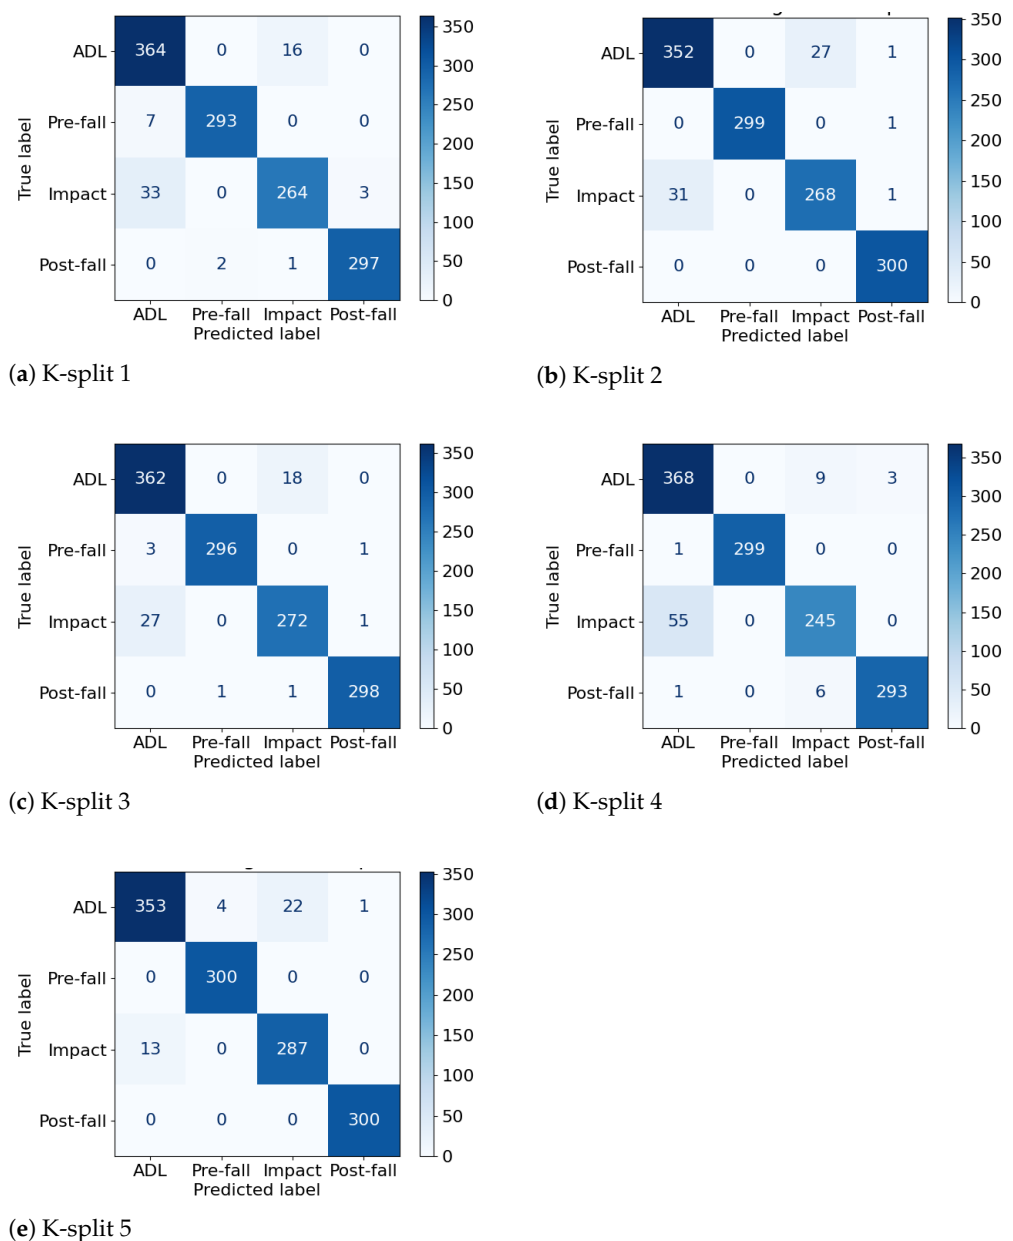 ADL 364 0 16 0
Pre-fall 7 293 0 0
Impact 33 0 264 3
Post-fall 0 2 1 297
ADL Pre-fall Impact Post-fall
Predicted label
True label
350
300
250
200
150
100
50
0
(a) K-split 1
ADL 352 0 27 1
Pre-fall 0 299 0 1
Impact 31 0 268 1
Post-fall 0 0 0 300
ADL Pre-fall Impact Post-fall
Predicted label
True label
350
300
250
200
150
100
50
0
(b) K-split 2
ADL 362 0 18 0
Pre-fall 3 296 0 1
Impact 27 0 272 1
Post-fall 0 1 1 298
ADL Pre-fall Impact Post-fall
Predicted label
True label
350
300
250
200
150
100
50
0
(c) K-split 3
ADL 368 0 9 3
Pre-fall 1 299 0 0
Impact 55 0 245 0
Post-fall 1 0 6 293
ADL Pre-fall Impact Post-fall
Predicted label
True label
350
300
250
200
150
100
50
0
(d) K-split 4
ADL 353 4 22 1
Pre-fall 0 300 0 0
Impact 13 0 287 0
Post-fall 0 0 0 300
ADL Pre-fall Impact Post-fall
Predicted label
True label
350
300
250
200
150
100
50
0
(e) K-split 5